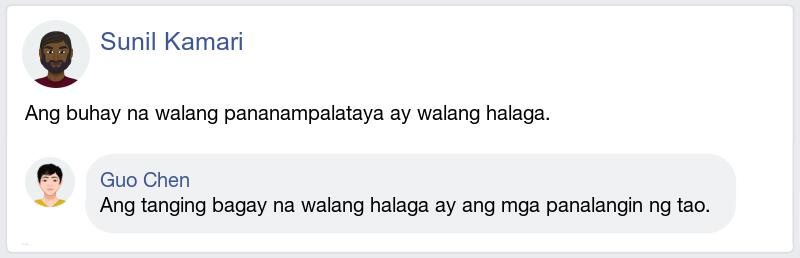 Sunil Kamari
Ang buhay na walang pananampalataya ay walang halaga.
Guo Chen
Ang tanging bagay na walang halaga ay ang mga panalangin ng tao.